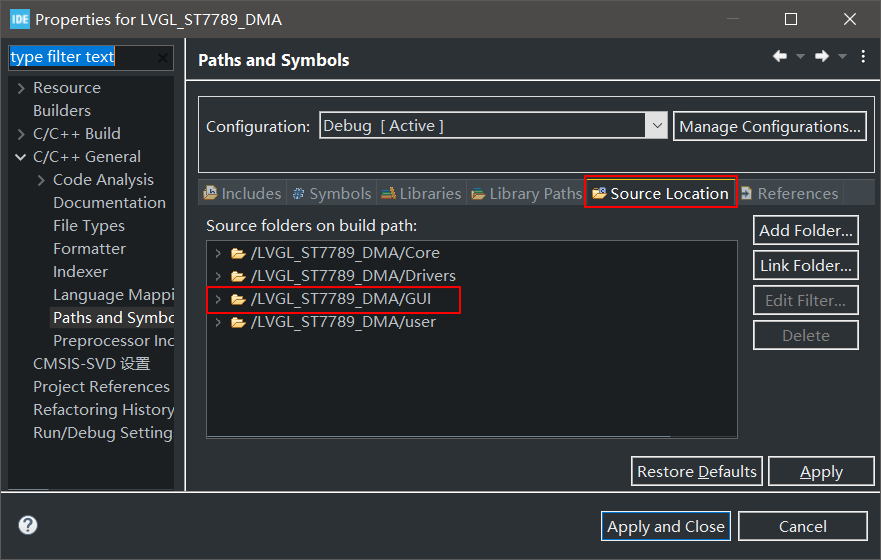 IDE Properties for LVGL_ST7789_DMA
type filter text
Resource
Builders
C/C++ Build
C/C++ General
Code Analysis
Documentation
File Types
Formatter
Indexer
Language Mappi
Paths and Symbo
Preprocessor Inc
CMSIS-SVD 设置
Project References
Refactoring History
Run/Debug Setting
Paths and Symbols
Configuration: Debug [ Active ] Manage Configurations...
Includes Symbols Libraries Library Paths Source Location References
Source folders on build path:
/LVGL_ST7789_DMA/Core
/LVGL_ST7789_DMA/Drivers
/LVGL_ST7789_DMA/GUI
/LVGL_ST7789_DMA/user
Add Folder...
Link Folder...
Edit Filter...
Delete
Restore Defaults Apply
? Apply and Close Cancel